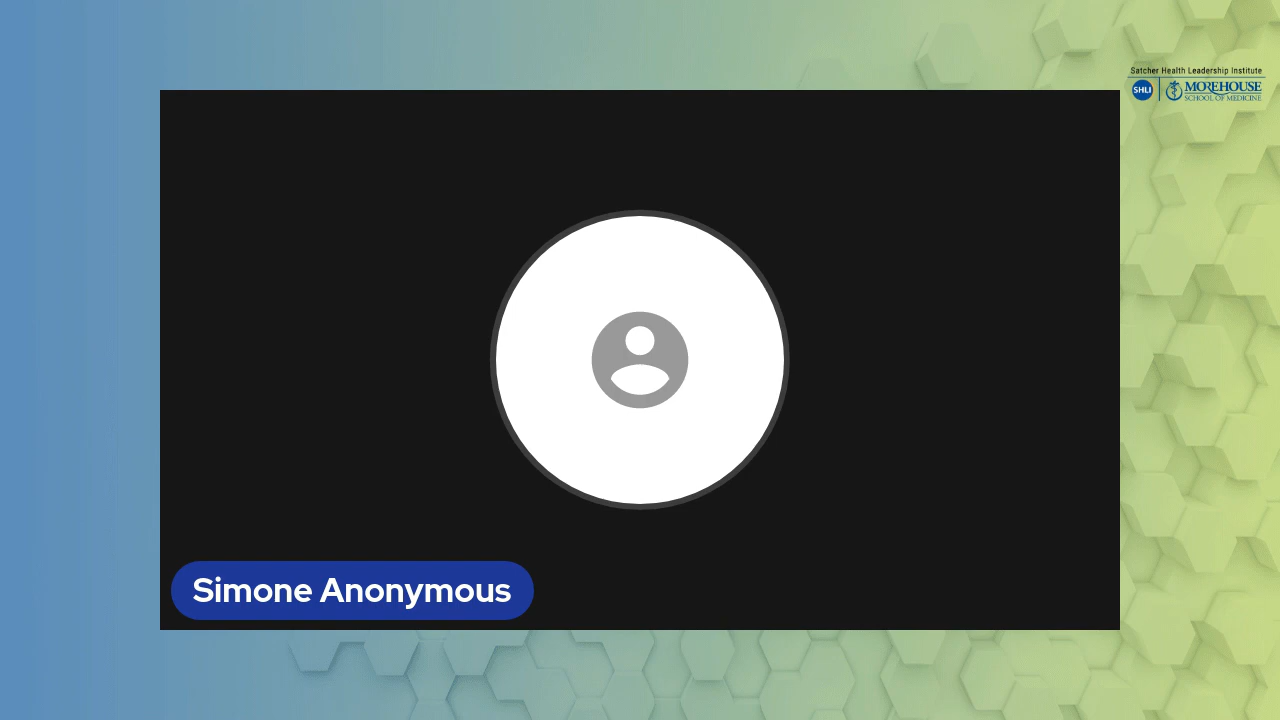 Satcher Health Leadership Institute
SHLI
MOREHOUSE
SCHOOL OF MEDICINE
Simone Anonymous